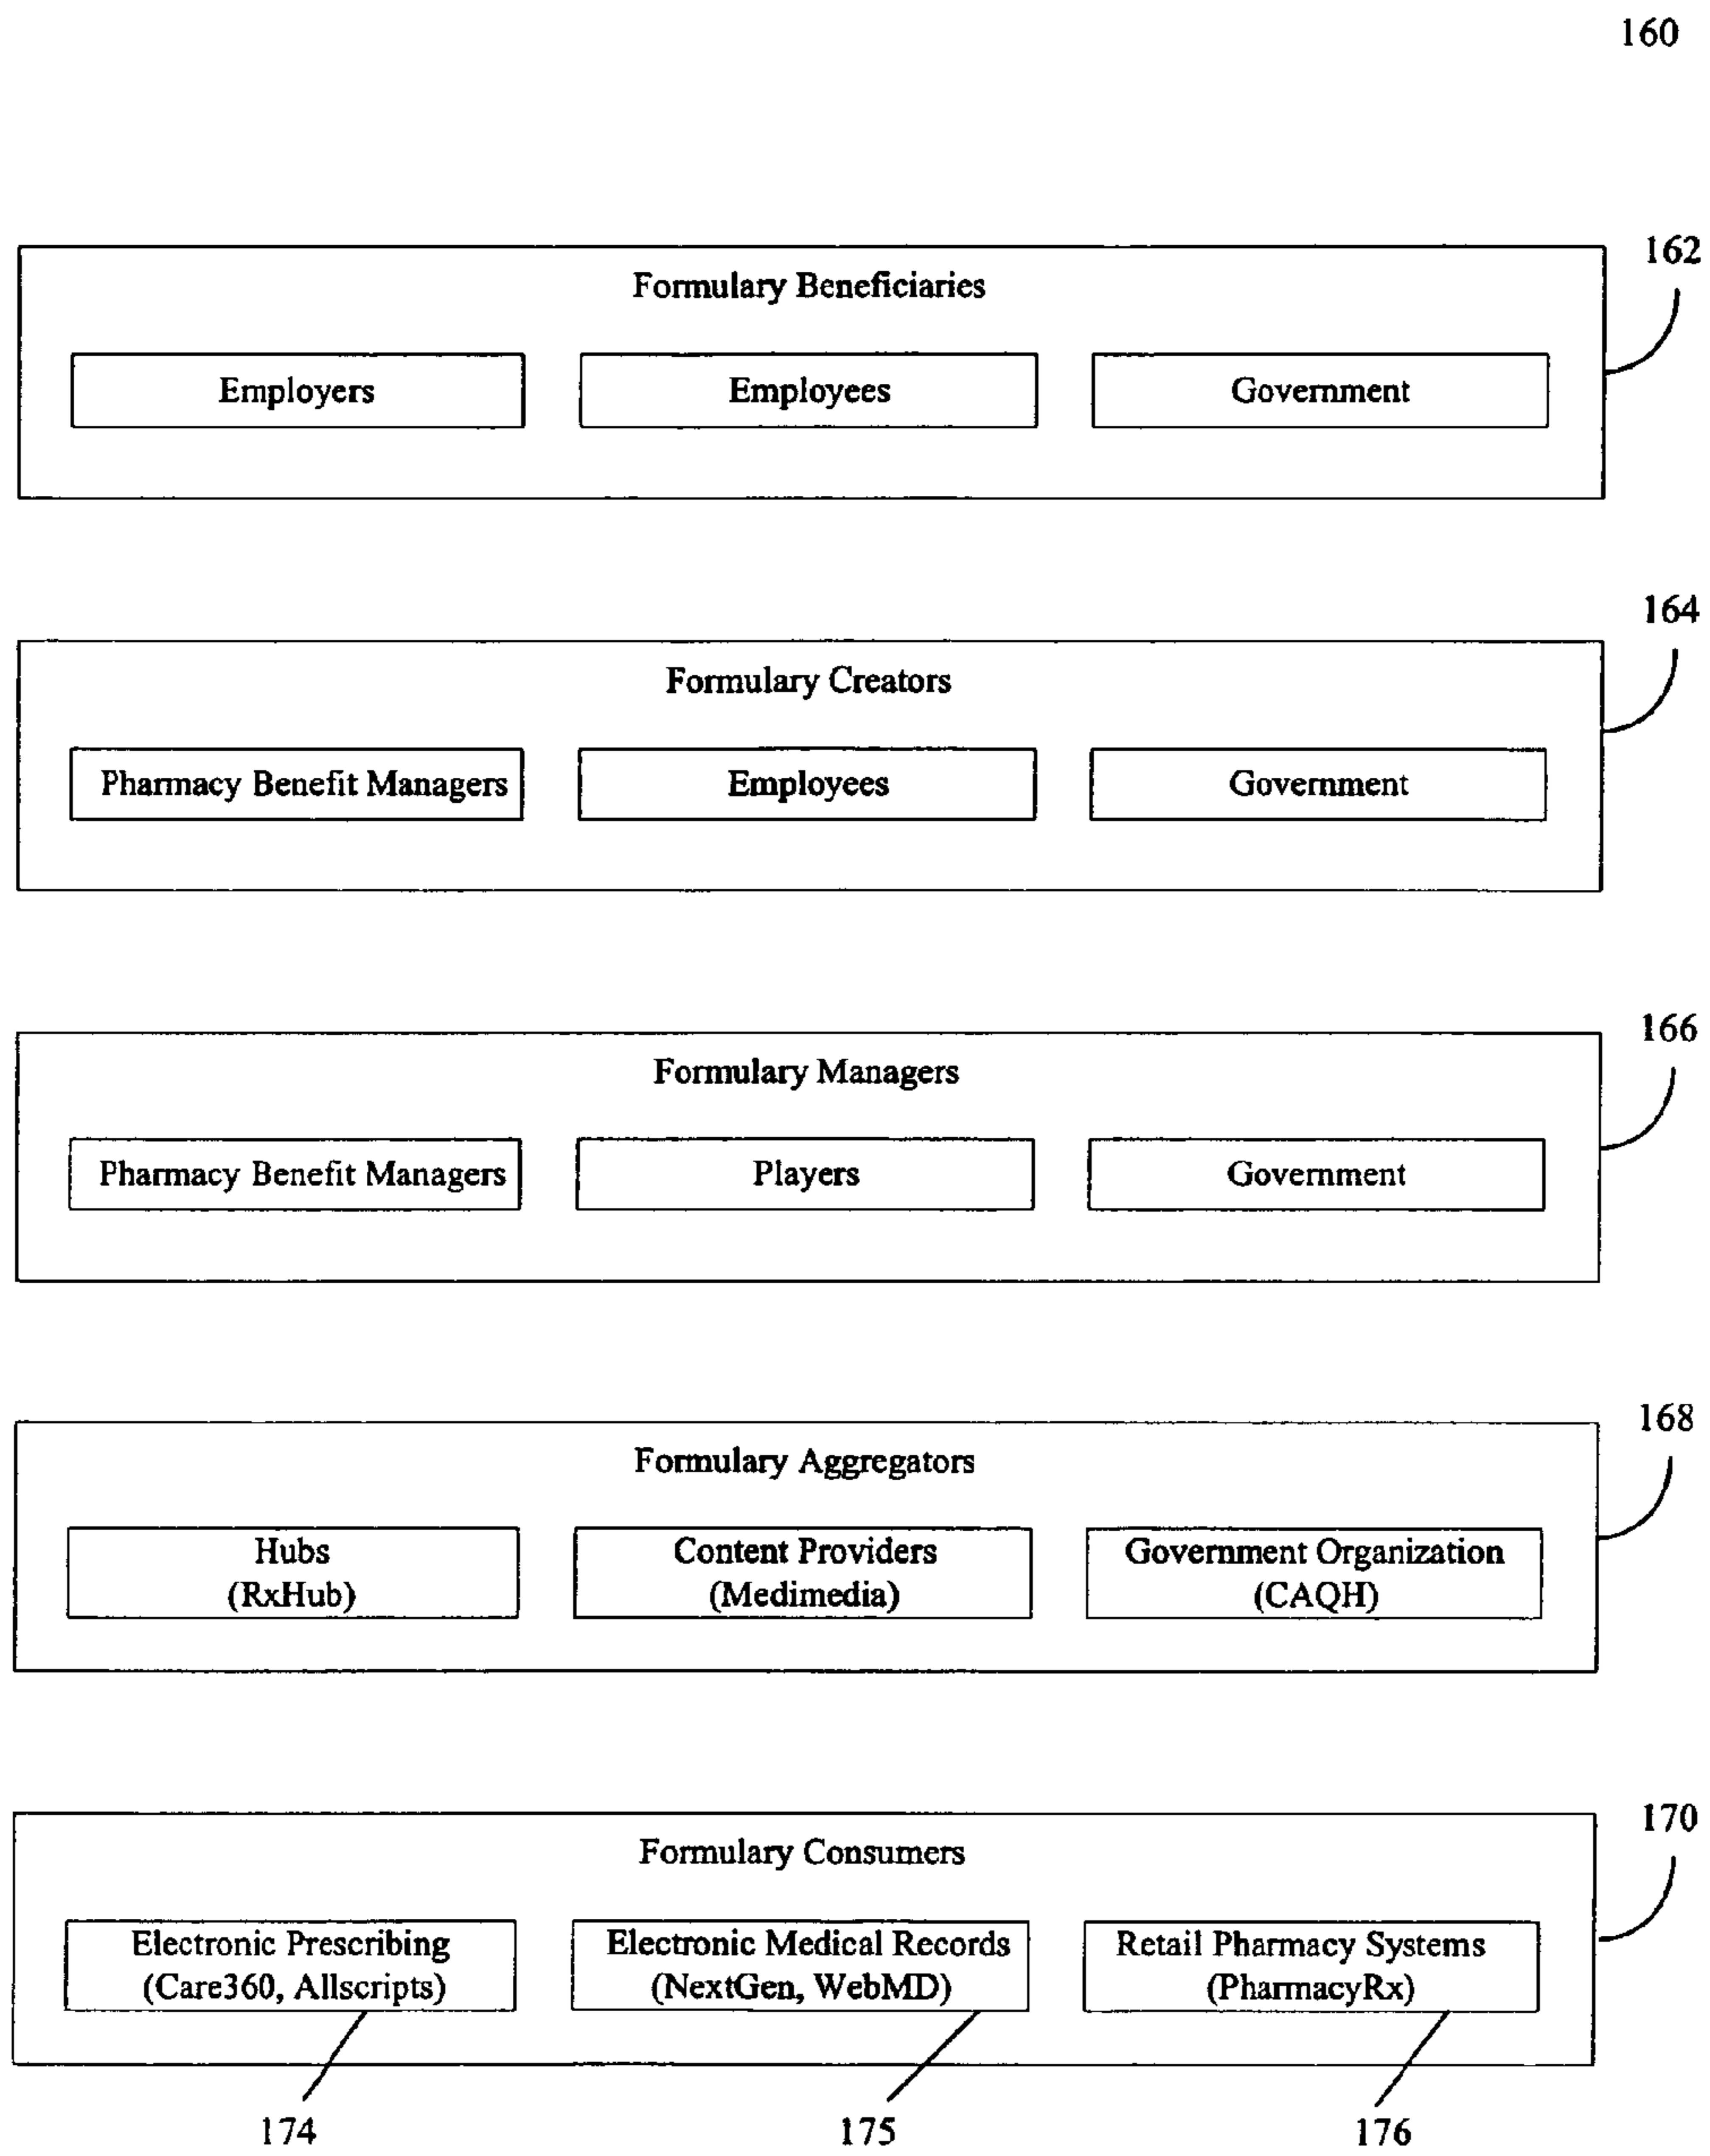 160
162
Formulary Beneficiaries
Employers Employees Government
164
Formulary Creators
Pharmacy Benefit Managers Employees Government
166
Formulary Managers
Pharmacy Benefit Managers Players Government
168
Formulary Aggregators
Hubs Content Providers Government Organization
(RxHub) (Medimedia) (CAQH)
170
Formulary Consumers
Electronic Prescribing Electronic Medical Records Retail Pharmacy Systems
(Care360, Allscripts) (NextGen, WebMD) (PharmacyRx)
174 175 176